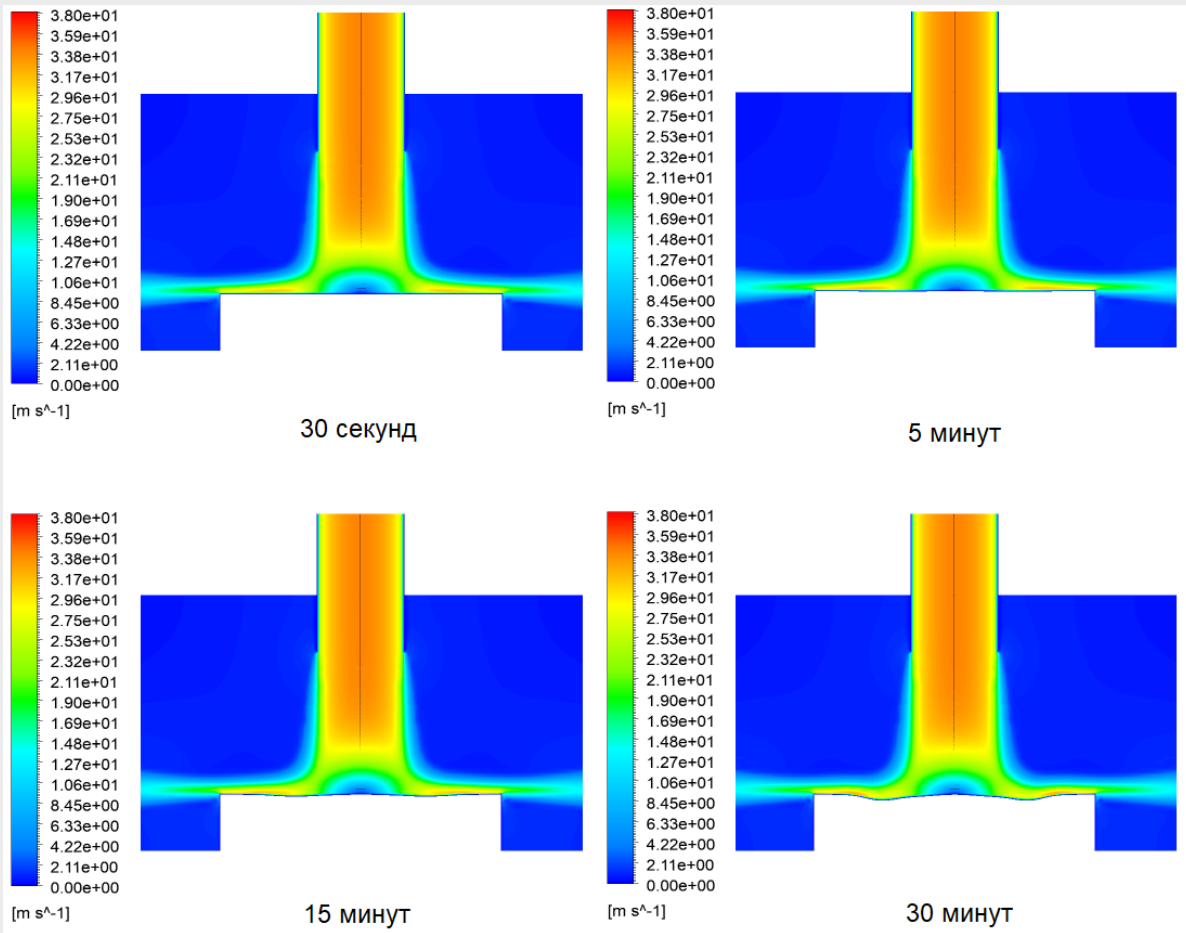 3.80e+01
3.59e+01
3.38e+01
3.17e+01
2.96e+01
2.75e+01
2.53e+01
2.32e+01
2.11e+01
1.90e+01
1.69e+01
1.48e+01
1.27e+01
1.06e+01
8.45e+00
6.33e+00
4.22e+00
2.11e+00
0.00e+00
[m s^-1]
30 секунд
3.80e+01
3.59e+01
3.38e+01
3.17e+01
2.96e+01
2.75e+01
2.53e+01
2.32e+01
2.11e+01
1.90e+01
1.69e+01
1.48e+01
1.27e+01
1.06e+01
8.45e+00
6.33e+00
4.22e+00
2.11e+00
0.00e+00
[m s^-1]
5 минут
3.80e+01
3.59e+01
3.38e+01
3.17e+01
2.96e+01
2.75e+01
2.53e+01
2.32e+01
2.11e+01
1.90e+01
1.69e+01
1.48e+01
1.27e+01
1.06e+01
8.45e+00
6.33e+00
4.22e+00
2.11e+00
0.00e+00
[m s^-1]
15 минут
3.80e+01
3.59e+01
3.38e+01
3.17e+01
2.96e+01
2.75e+01
2.53e+01
2.32e+01
2.11e+01
1.90e+01
1.69e+01
1.48e+01
1.27e+01
1.06e+01
8.45e+00
6.33e+00
4.22e+00
2.11e+00
0.00e+00
[m s^-1]
30 минут